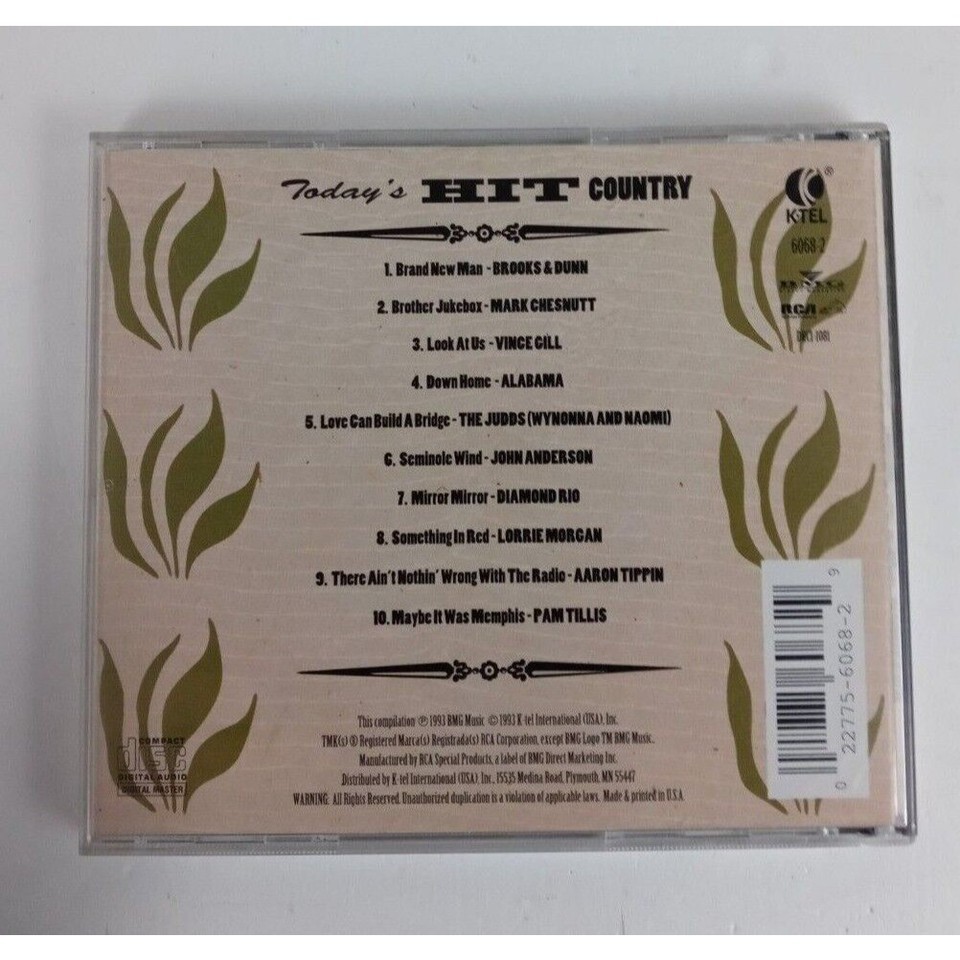 Today's HIT COUNTRY
K-TEL®
6068-2
RCA
1. Brand New Man - BROOKS & DUNN
2. Brother Jukebox - MARK CHESNUTT
3. Look At Us - VINCE GILL
4. Down Home - ALABAMA
5. Love Can Build A Bridge - THE JUDDS (WYNONNA AND NAOMI)
6. Seminole Wind - JOHN ANDERSON
7. Mirror Mirror - DIAMOND RIO
8. Something In Red - LORRIE MORGAN
9. There Ain't Nothin' Wrong With The Radio - AARON TIPPIN
10. Maybe It Was Memphis - PAM TILLIS
This compilation ℗ 1993 BMG Music © 1993 K-tel International (USA), Inc.
TMK(s) ® Registered Marca(s) Registrada(s) RCA Corporation, except BMG Logo TM BMG Music.
Manufactured by RCA Special Products, a label of BMG Direct Marketing Inc.
Distributed by K-tel International (USA), Inc., 15535 Medina Road, Plymouth, MN 55447
WARNING: All Rights Reserved. Unauthorized duplication is a violation of applicable laws. Made & printed in U.S.A.
COMPACT
disc
DIGITAL AUDIO
DIGITAL MASTER
0 22775-6068-2 9